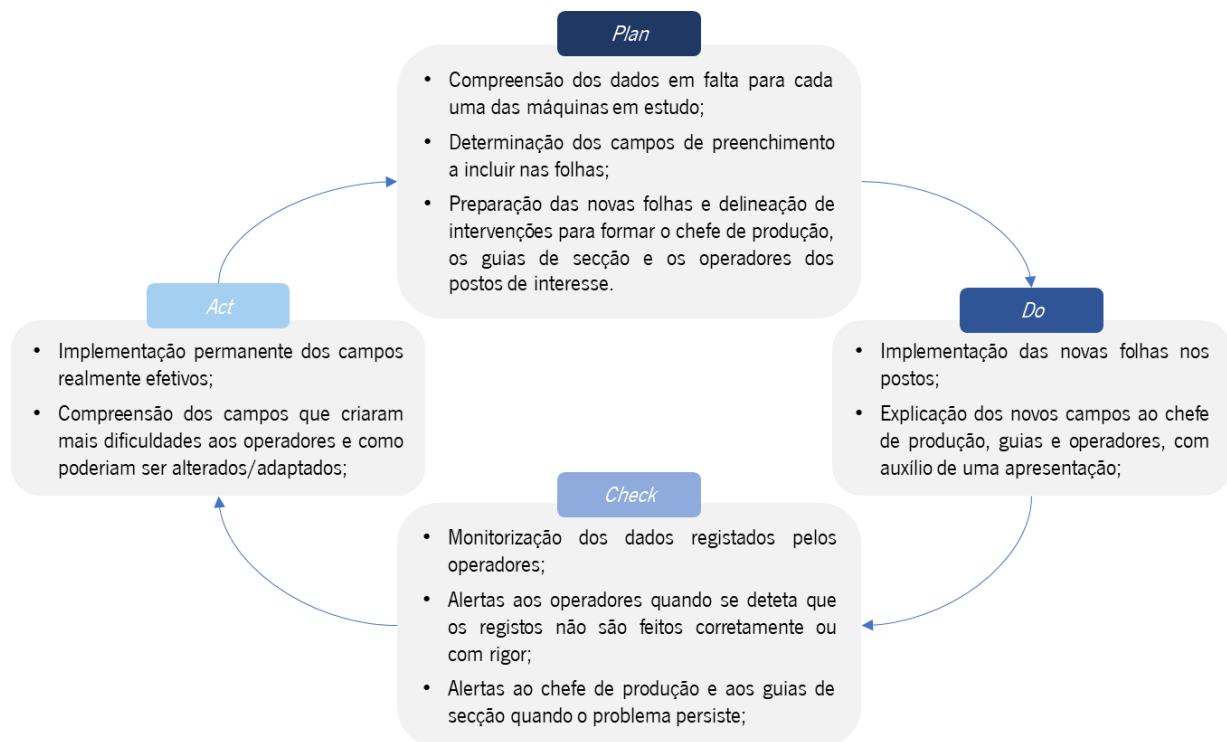 Plan
• Compreensão dos dados em falta para cada
uma das máquinas em estudo;
• Determinação dos campos de preenchimento
a incluir nas folhas;
• Preparação das novas folhas e delineação de
intervenções para formar o chefe de produção,
os guias de secção e os operadores dos
postos de interesse.
Do
• Implementação das novas folhas nos
postos;
• Explicação dos novos campos ao chefe
de produção, guias e operadores, com
auxílio de uma apresentação;
Check
• Monitorização dos dados registados pelos
operadores;
• Alertas aos operadores quando se deteta que
os registos não são feitos corretamente ou
com rigor;
• Alertas ao chefe de produção e aos guias de
secção quando o problema persiste;
Act
• Implementação permanente dos campos
realmente efetivos;
• Compreensão dos campos que criaram
mais dificuldades aos operadores e como
poderiam ser alterados/adaptados;